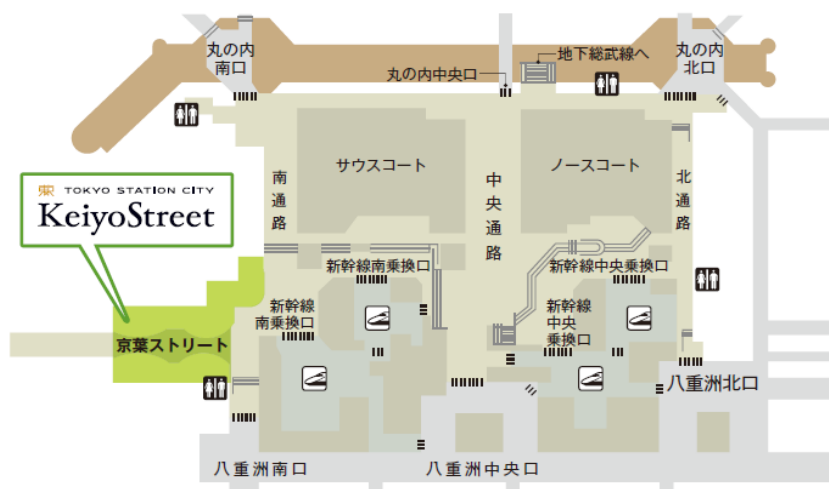 丸の内
南口
丸の内中央口
地下総武線へ
丸の内
北口
サウスコート
ノースコート
南通路
中央通路
北通路
TOKYO STATION CITY
KeiyoStreet
京葉ストリート
新幹線南乗換口
新幹線
南乗換口
新幹線中央乗換口
新幹線
中央
乗換口
八重洲南口
八重洲中央口
八重洲北口